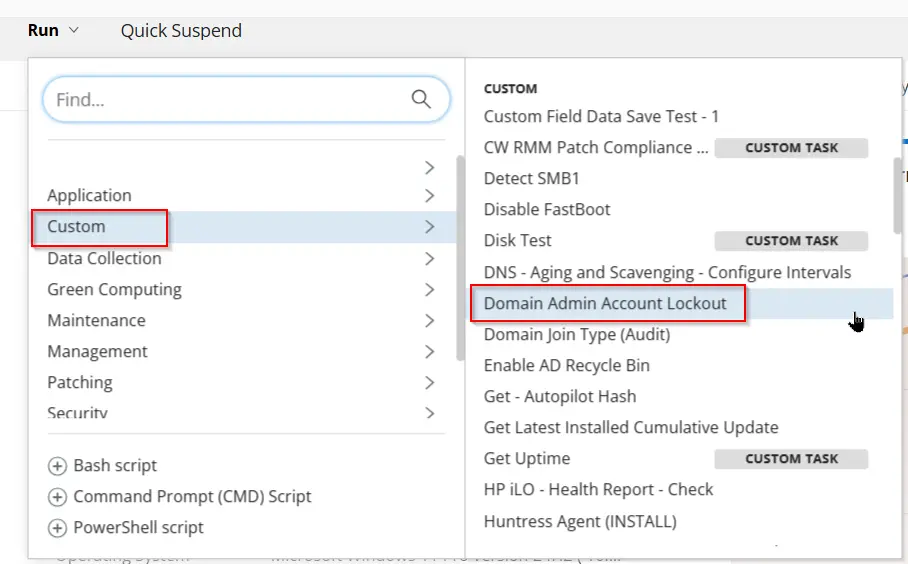 Run Quick Suspend
Find...
Application
Custom
Data Collection
Green Computing
Maintenance
Management
Patching
Security
Bash script
Command Prompt (CMD) Script
PowerShell script
CUSTOM
Custom Field Data Save Test - 1
CW RMM Patch Compliance ... CUSTOM TASK
Detect SMB1
Disable FastBoot
Disk Test CUSTOM TASK
DNS - Aging and Scavenging - Configure Intervals
Domain Admin Account Lockout
Domain Join Type (Audit)
Enable AD Recycle Bin
Get - Autopilot Hash
Get Latest Installed Cumulative Update
Get Uptime CUSTOM TASK
HP iLO - Health Report - Check
Huntress Agent (INSTALL)
Operating System